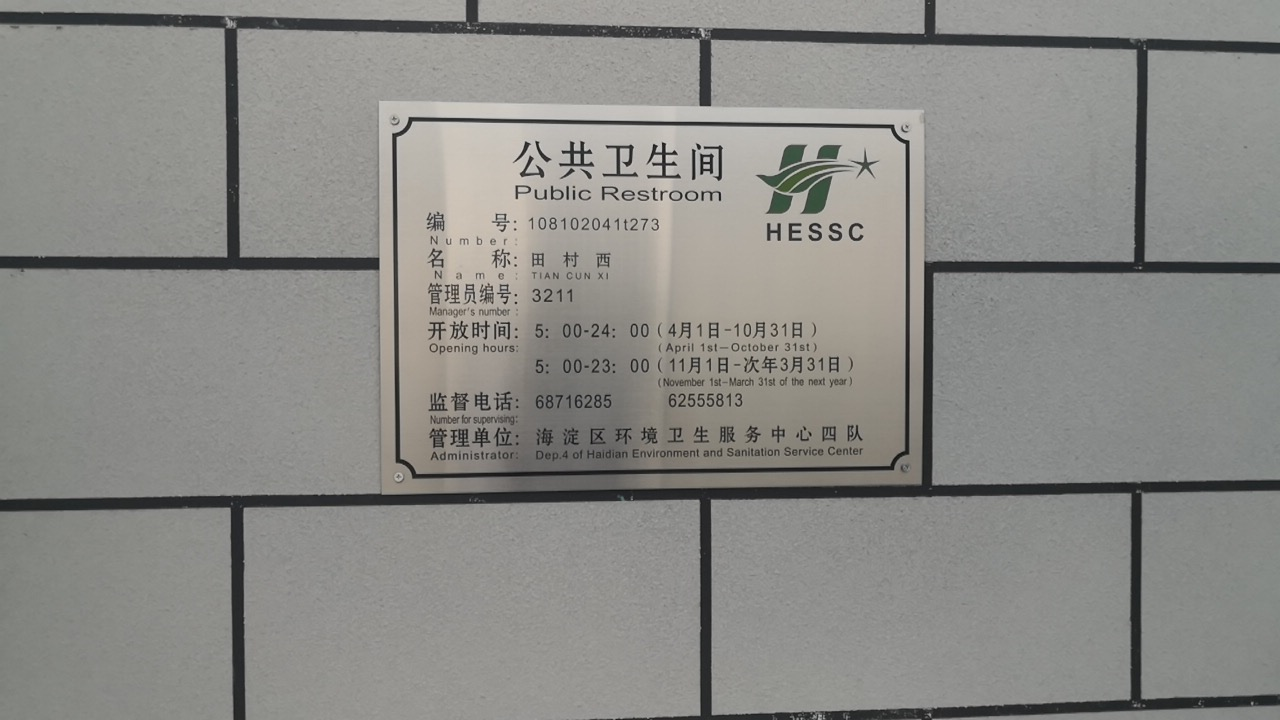 公共卫生间
Public Restroom
HESSC
编 号: 108102041t273
Number:
名 称: 田 村 西
Name: TIAN CUN XI
管理员编号: 3211
Manager's number:
开放时间: 5: 00-24: 00 (4月1日-10月31日)
Opening hours: (April 1st—October 31st)
5: 00-23: 00 (11月1日-次年3月31日)
(November 1st-March 31st of the next year)
监督电话: 68716285 62555813
Number for supervising:
管理单位: 海淀区环境卫生服务中心四队
Administrator: Dep.4 of Haidian Environment and Sanitation Service Center